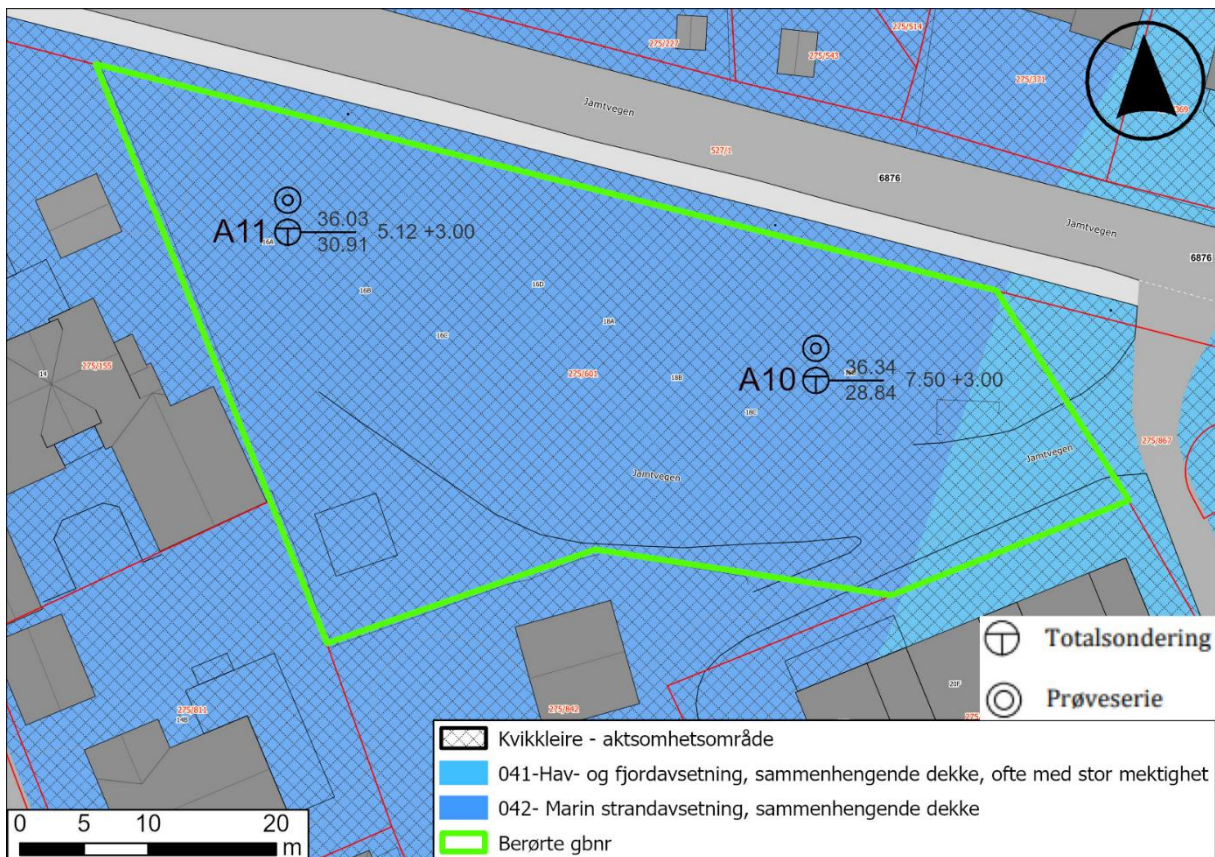 275/514
275/227
275/543
275/371
369
Jamtvegen
527/1
6876
Jamtvegen
6876
A11
36.03
30.91
5.12 +3.00
16A
16B
16D
16C
18A
14
275/155
275/601
18B
A10
36.34
28.84
7.50 +3.00
18C
275/867
Jamtvegen
Jamtvegen
Totalsondering
20F
Prøveserie
275/811
14B
275/842
275
Kvikkleire - aktsomhetsområde
041-Hav- og fjordavsetning, sammenhengende dekke, ofte med stor mektighet
042- Marin strandavsetning, sammenhengende dekke
Berørte gbnr
0 5 10 20
m